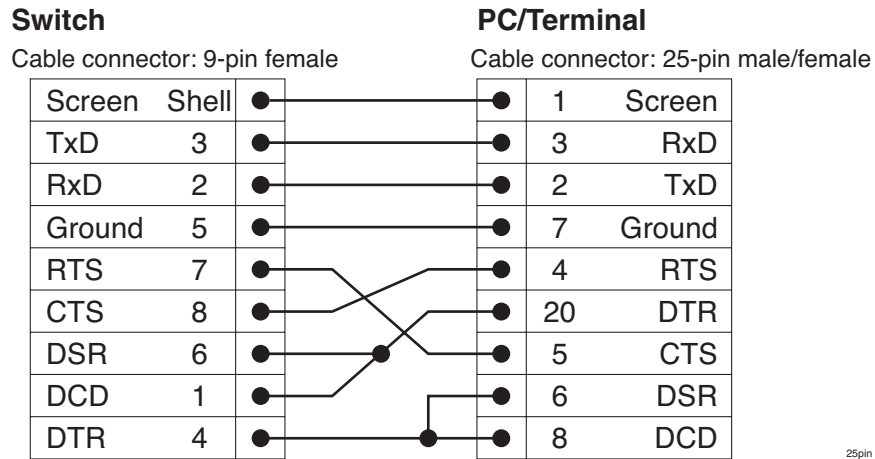 Switch PC/Terminal
Cable connector: 9-pin female Cable connector: 25-pin male/female
Screen Shell 1 Screen
TxD 3 3 RxD
RxD 2 2 TxD
Ground 5 7 Ground
RTS 7 4 RTS
CTS 8 20 DTR
DSR 6 5 CTS
DCD 1 6 DSR
DTR 4 8 DCD
25pin